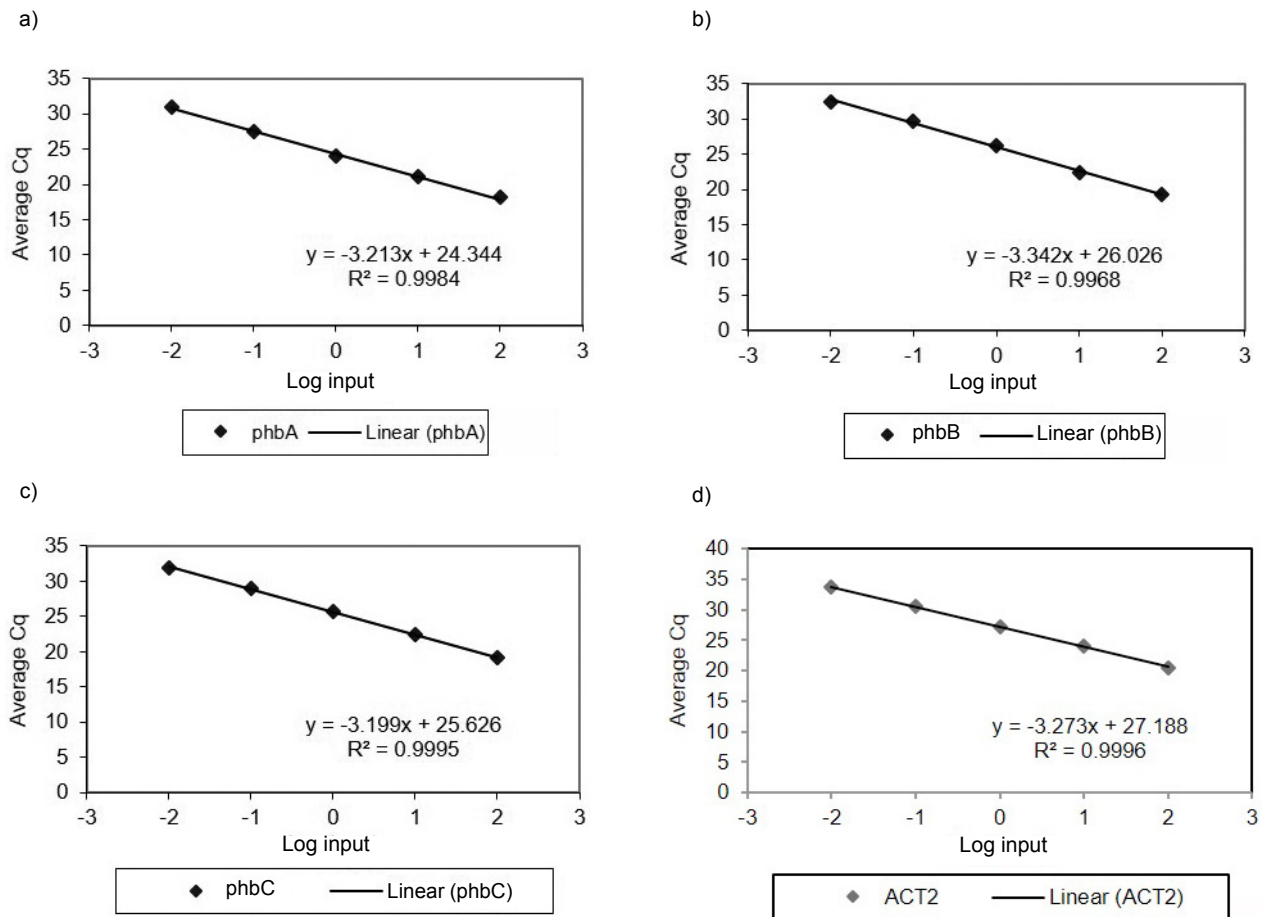 a)
35
30
25
20
15
10
5
0
Average Cq
y = -3.213x + 24.344
R² = 0.9984
-3 -2 -1 0 1 2 3
Log input
phbA Linear (phbA)
b)
35
30
25
20
15
10
5
0
Average Cq
y = -3.342x + 26.026
R² = 0.9968
-3 -2 -1 0 1 2 3
Log input
phbB Linear (phbB)
c)
35
30
25
20
15
10
5
0
Average Cq
y = -3.199x + 25.626
R² = 0.9995
-3 -2 -1 0 1 2 3
Log input
phbC Linear (phbC)
d)
40
35
30
25
20
15
10
5
0
Average Cq
y = -3.273x + 27.188
R² = 0.9996
-3 -2 -1 0 1 2 3
Log input
ACT2 Linear (ACT2)